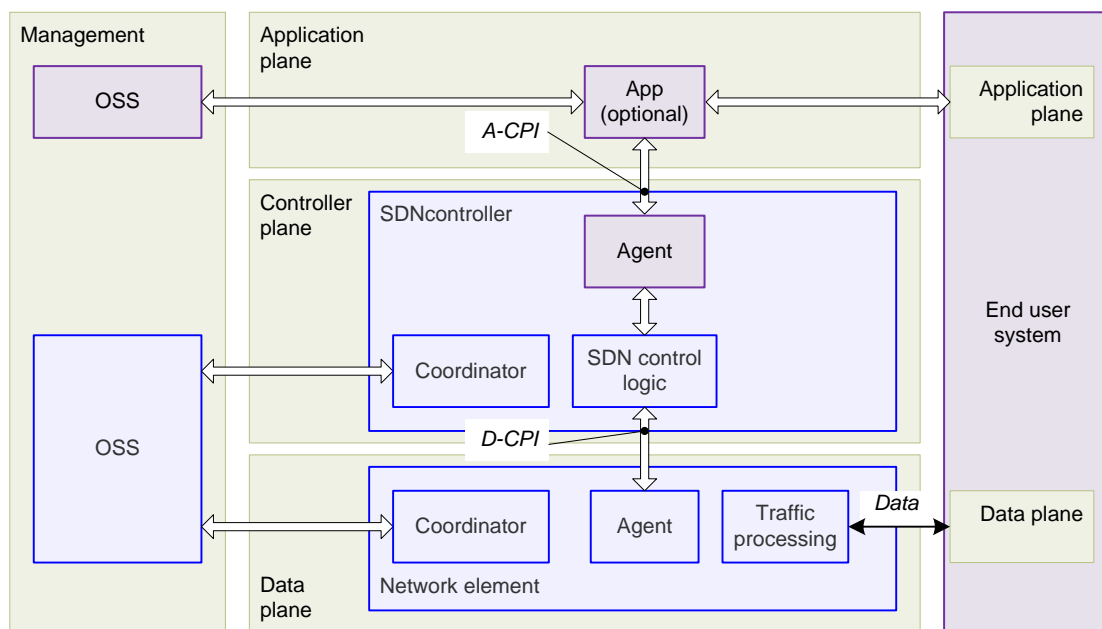 Management
OSS
OSS
Application
plane
App
(optional)
A-CPI
Controller
plane
SDNcontroller
Agent
Coordinator
SDN control
logic
D-CPI
Coordinator
Agent
Traffic
processing
Network element
Data
plane
Data
Application
plane
End user
system
Data plane